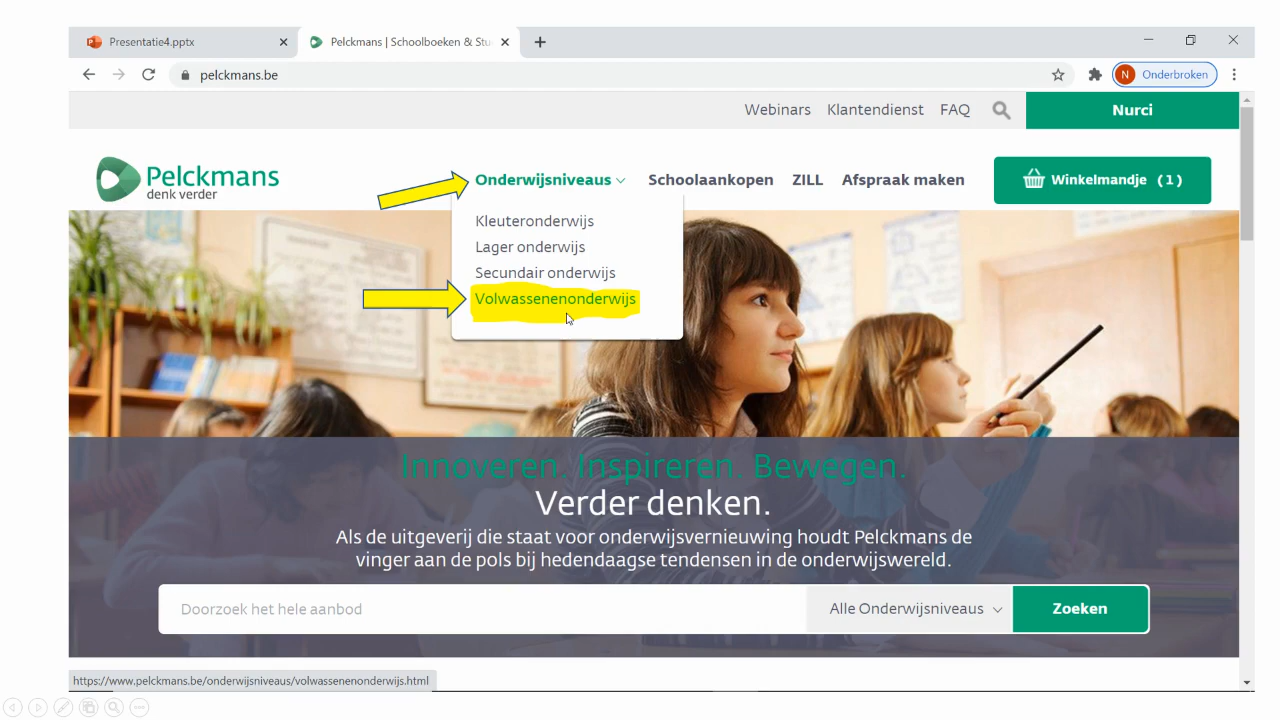 Presentatie4.pptx
Pelckmans | Schoolboeken & Stu
pelckmans.be
N Onderbroken
Webinars Klantendienst FAQ
Nurci
Pelckmans
denk verder
Onderwijsniveaus Schoolaankopen ZILL Afspraak maken
Winkelmandje (1)
Kleuteronderwijs
Lager onderwijs
Secundair onderwijs
Volwassenenonderwijs
Innoveren. Inspireren. Bewegen.
Verder denken.
Als de uitgeverij die staat voor onderwijsvernieuwing houdt Pelckmans de
vinger aan de pols bij hedendaagse tendensen in de onderwijswereld.
Doorzoek het hele aanbod
Alle Onderwijsniveaus
Zoeken
https://www.pelckmans.be/onderwijsniveaus/volwassenenonderwijs.html